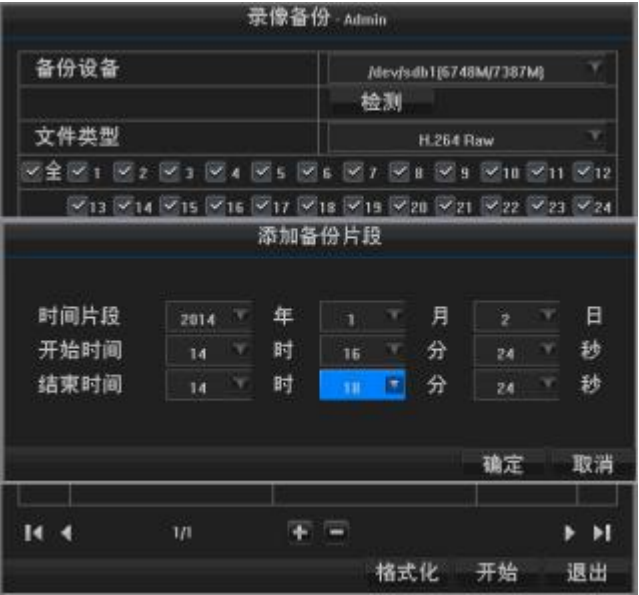 录像备份 - Admin
备份设备 /dev/sdb1(6748M/7387M)
检测
文件类型 H.264 Raw
全 1 2 3 4 5 6 7 8 9 10 11 12
13 14 15 16 17 18 19 20 21 22 23 24
添加备份片段
时间片段 2014 年 1 月 2 日
开始时间 14 时 16 分 24 秒
结束时间 14 时 18 分 24 秒
确定 取消
1/1
格式化 开始 退出